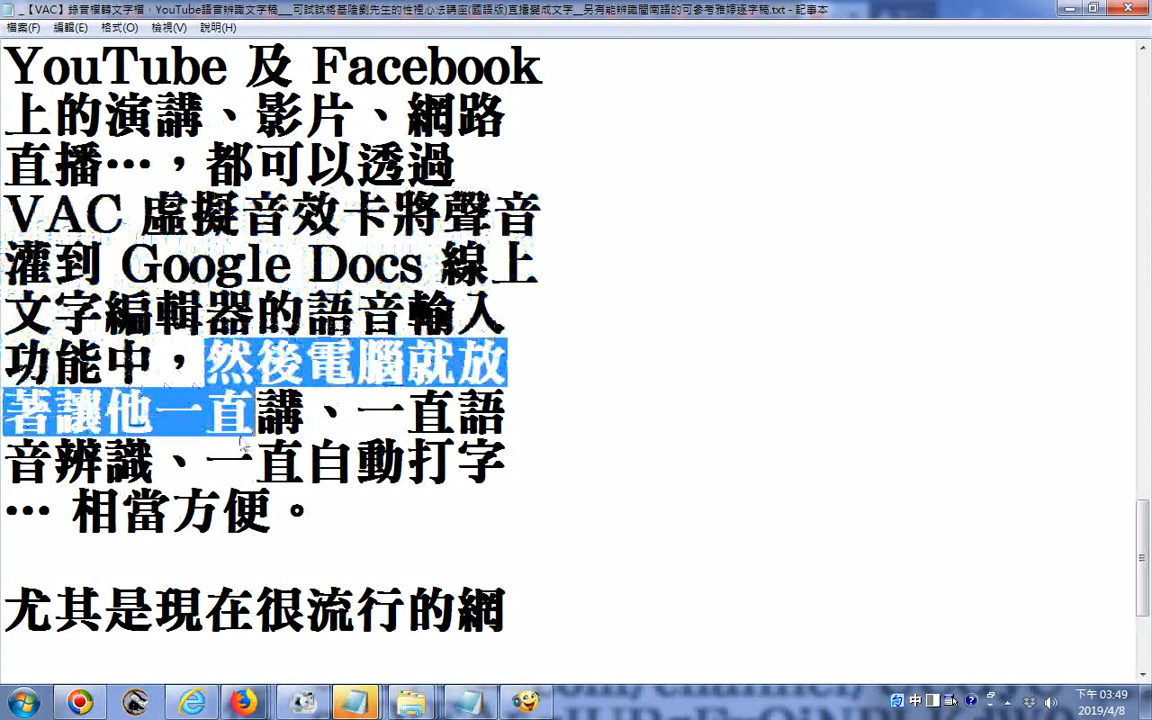 _【VAC】錄音檔轉文字檔，YouTube語音辨識文字稿___可試試將基隆劉先生的性理心法講座(國語版)直播變成文字__另有能辨識閩南語的可參考雅婷逐字稿.txt - 記事本
檔案(F) 編輯(E) 格式(O) 檢視(V) 說明(H)
YouTube 及 Facebook
上的演講、影片、網路
直播…，都可以透過
VAC 虛擬音效卡將聲音
灌到 Google Docs 線上
文字編輯器的語音輸入
功能中，然後電腦就放
著讓他一直講、一直語
音辨識、一直自動打字
… 相當方便。
尤其是現在很流行的網
中
下午 03:49
2019/4/8